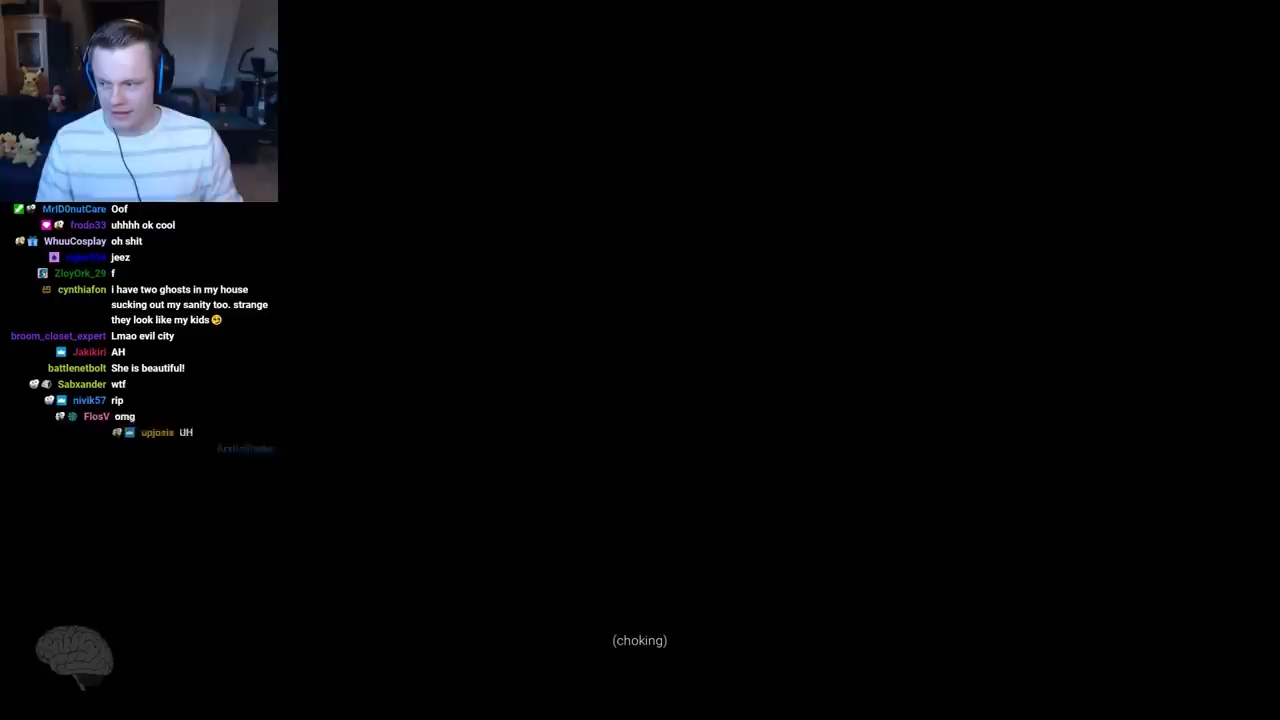 MrID0nutCare Oof
frodo33 uhhhh ok cool
WhuuCosplay oh shit
jeez
ZloyOrk_29 f
cynthiafon i have two ghosts in my house
sucking out my sanity too. strange
they look like my kids 🤔
broom_closet_expert Lmao evil city
Jakikiri AH
battlenetbolt She is beautiful!
Sabxander wtf
nivik57 rip
FlosV omg
upjonis UH
(choking)